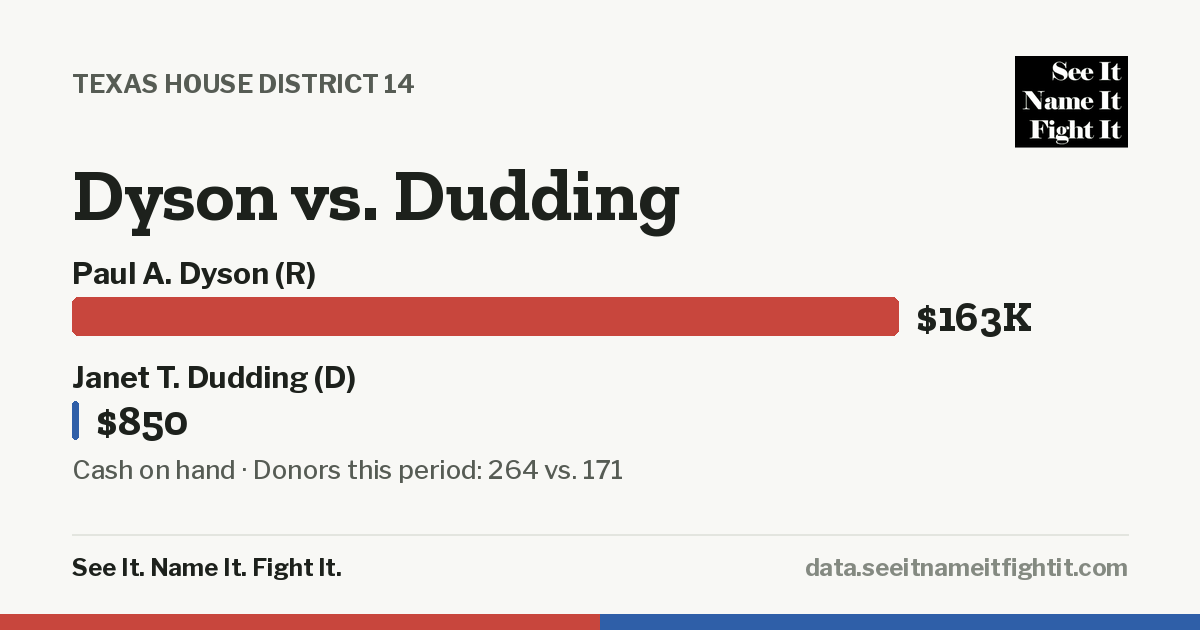 TEXAS HOUSE DISTRICT 14
See It
Name It
Fight It
Dyson vs. Dudding
Paul A. Dyson (R)
$163K
Janet T. Dudding (D)
$850
Cash on hand · Donors this period: 264 vs. 171
See It. Name It. Fight It.
data.seeitnameitfightit.com